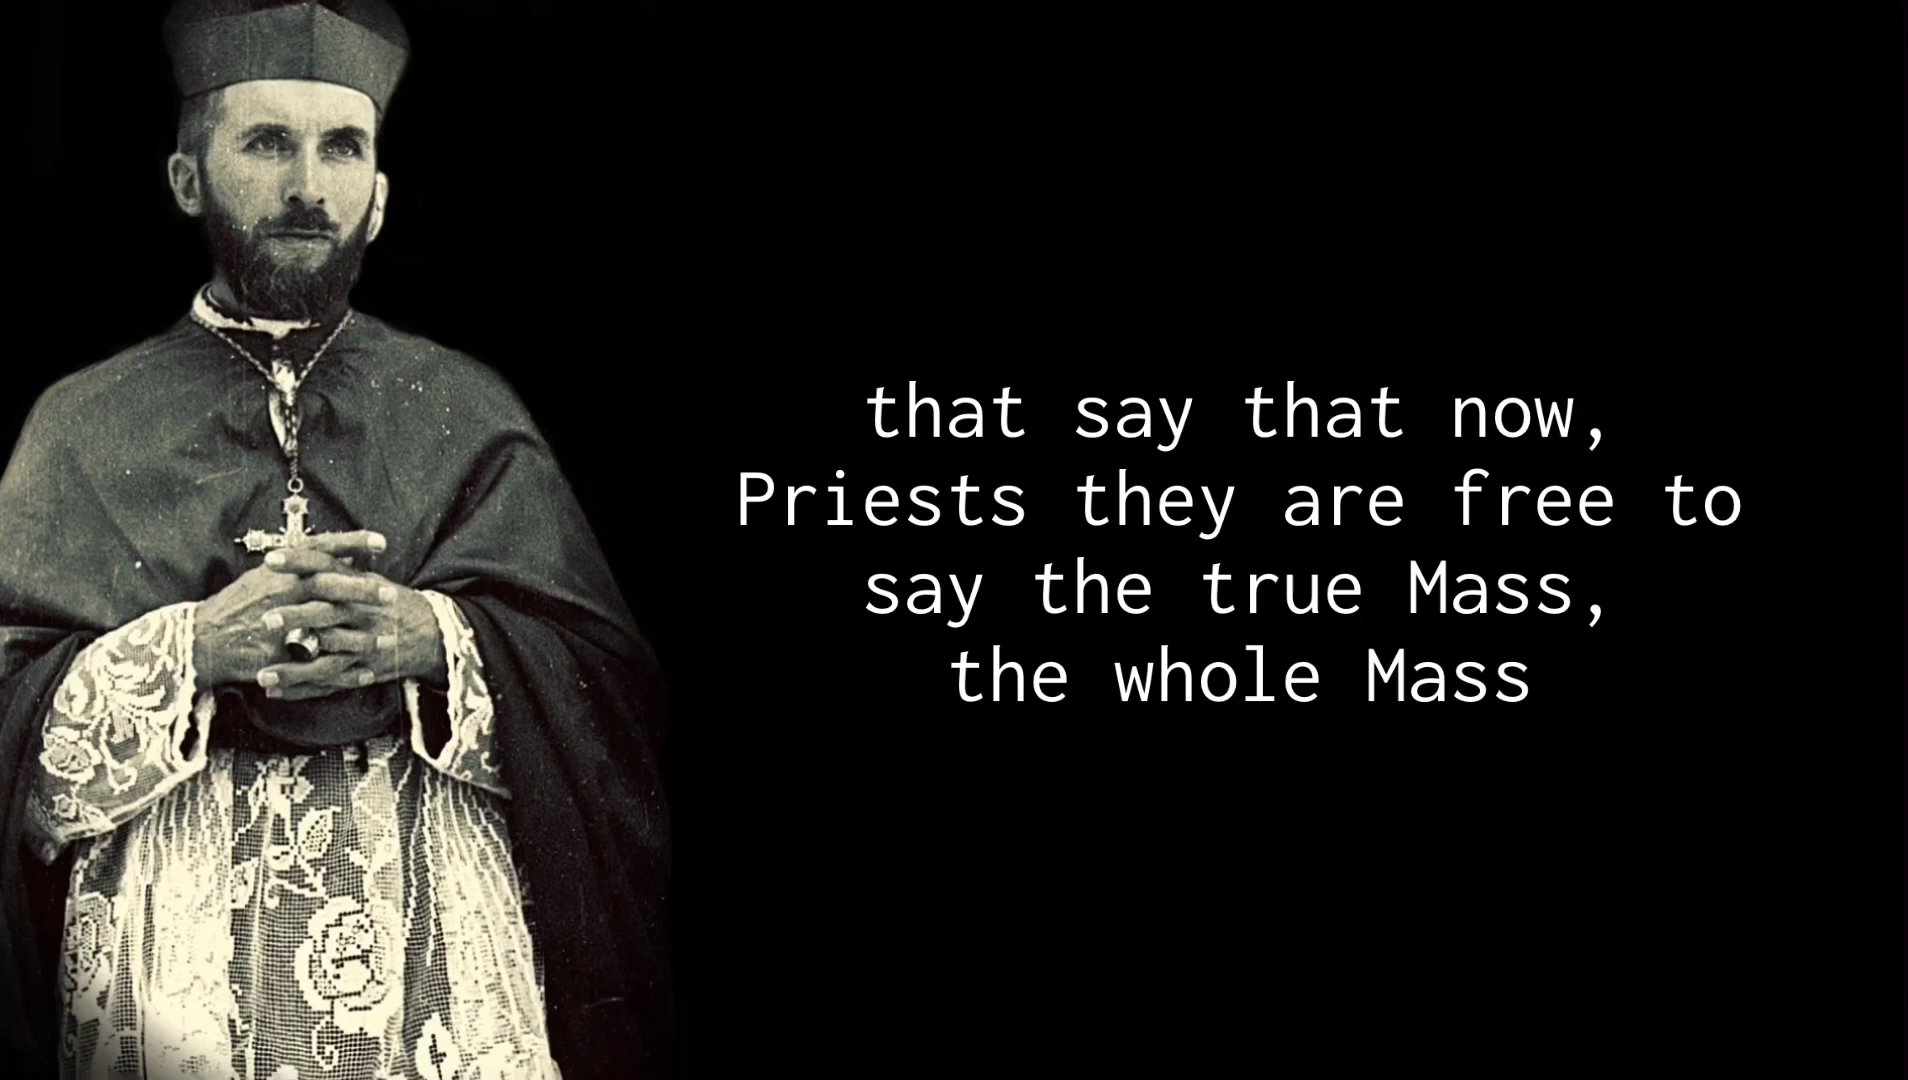 that say that now,
Priests they are free to
say the true Mass,
the whole Mass